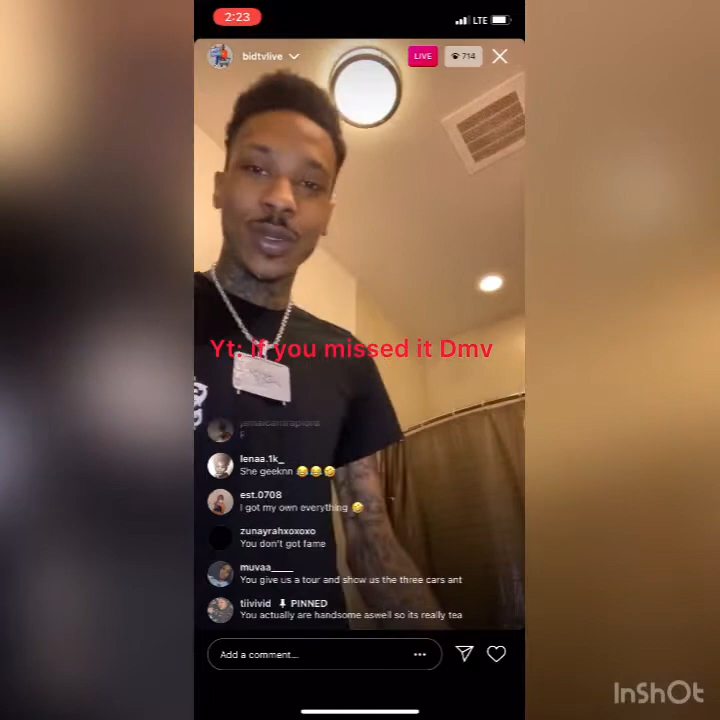 2:23
LTE
bidtvlive
LIVE
714
Yt: if you missed it Dmv
F
lenaa.1k_
She geeknn 😂😂🤣
est.0708
I got my own everything 🤣
zunayrahxoxoxo
You don't got fame
muvaa____
You give us a tour and show us the three cars ant
tiivivid PINNED
You actually are handsome aswell so its really tea
Add a comment...
InShOt